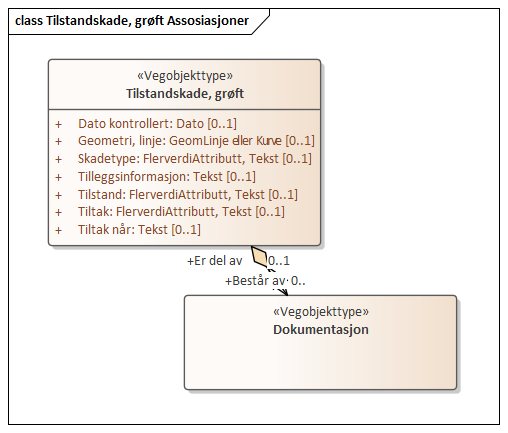 class Tilstandskade, grøft Assosiasjoner
«Vegobjekttype»
Tilstandskade, grøft
+ Dato kontrollert: Dato [0..1]
+ Geometri, linje: GeomLinje eller Kurve [0..1]
+ Skadetype: FlerverdiAttributt, Tekst [0..1]
+ Tilleggsinformasjon: Tekst [0..1]
+ Tilstand: FlerverdiAttributt, Tekst [0..1]
+ Tiltak: FlerverdiAttributt, Tekst [0..1]
+ Tiltak når: Tekst [0..1]
+Er del av 0..1
+Består av 0..
«Vegobjekttype»
Dokumentasjon